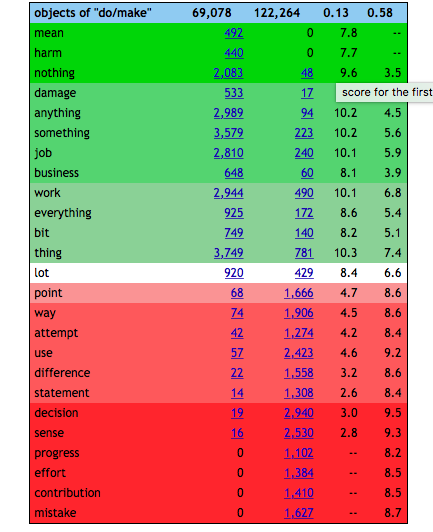 objects of "do/make" 69,078 122,264 0.13 0.58
mean 492 0 7.8 --
harm 440 0 7.7 --
nothing 2,083 48 9.6 3.5
damage 533 17 score for the first
anything 2,989 94 10.2 4.5
something 3,579 223 10.2 5.6
job 2,810 240 10.1 5.9
business 648 60 8.1 3.9
work 2,944 490 10.1 6.8
everything 925 172 8.6 5.4
bit 749 140 8.2 5.1
thing 3,749 781 10.3 7.4
lot 920 429 8.4 6.6
point 68 1,666 4.7 8.6
way 74 1,906 4.5 8.6
attempt 42 1,274 4.2 8.4
use 57 2,423 4.6 9.2
difference 22 1,558 3.2 8.6
statement 14 1,308 2.6 8.4
decision 19 2,940 3.0 9.5
sense 16 2,530 2.8 9.3
progress 0 1,102 -- 8.2
effort 0 1,384 -- 8.5
contribution 0 1,410 -- 8.5
mistake 0 1,627 -- 8.7